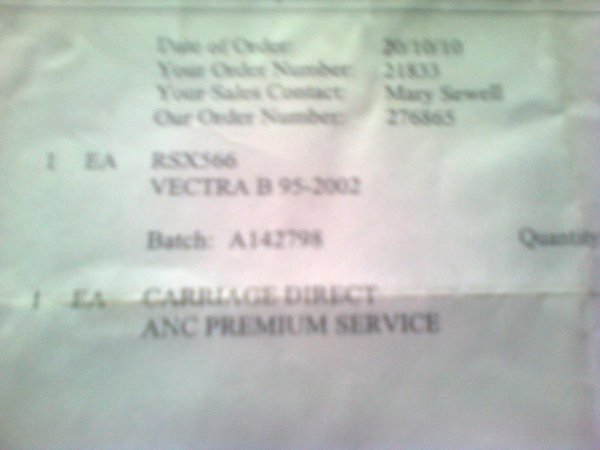 Date of Order: 20/10/10
Your Order Number: 21833
Your Sales Contact: Mary Sewell
Our Order Number: 276865
1 EA RSX566
VECTRA B 95-2002
Batch: A142798 Quantity
1 EA CARRIAGE DIRECT
ANC PREMIUM SERVICE